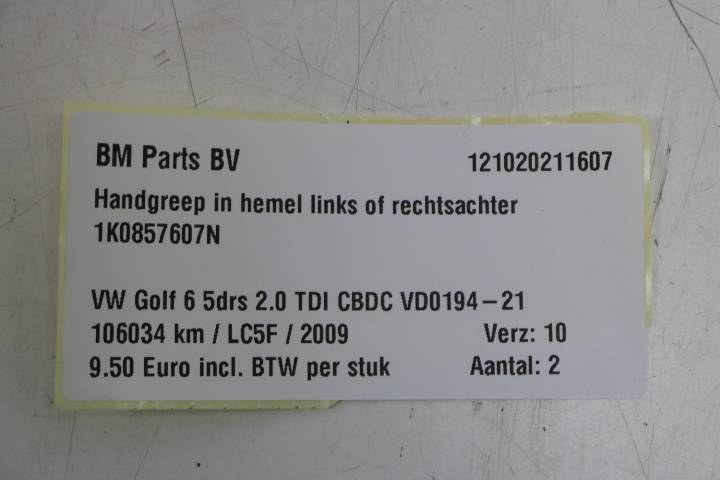 BM Parts BV 121020211607
Handgreep in hemel links of rechtsachter
1K0857607N
VW Golf 6 5drs 2.0 TDI CBDC VD0194-21
106034 km / LC5F / 2009 Verz: 10
9.50 Euro incl. BTW per stuk Aantal: 2